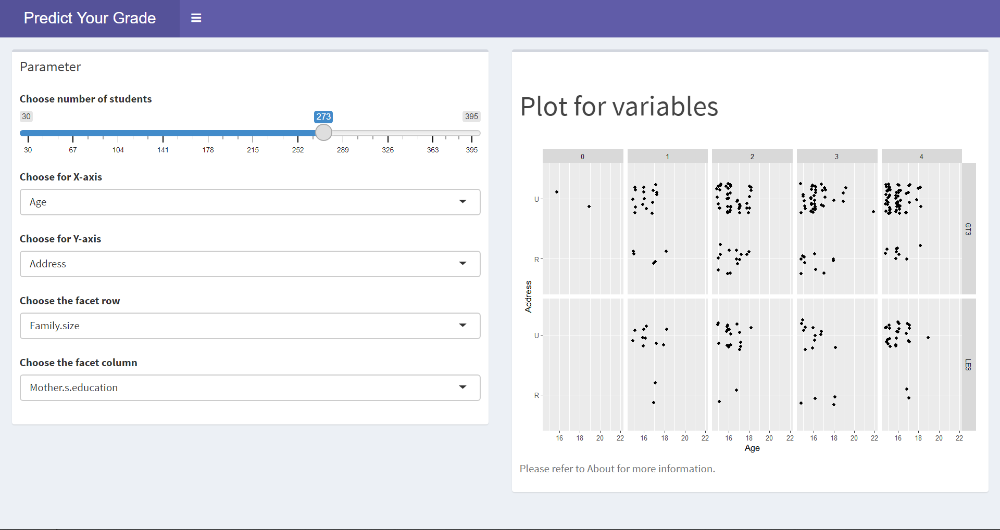 Predict Your Grade
Parameter
Choose number of students
30 273 395
30 67 104 141 178 215 252 289 326 363 395
Choose for X-axis
Age
Choose for Y-axis
Address
Choose the facet row
Family.size
Choose the facet column
Mother.s.education
Plot for variables
0 1 2 3 4
U
R
GT3
Address
U
R
LE3
16 18 20 22 16 18 20 22 16 18 20 22 16 18 20 22 16 18 20 22
Age
Please refer to About for more information.